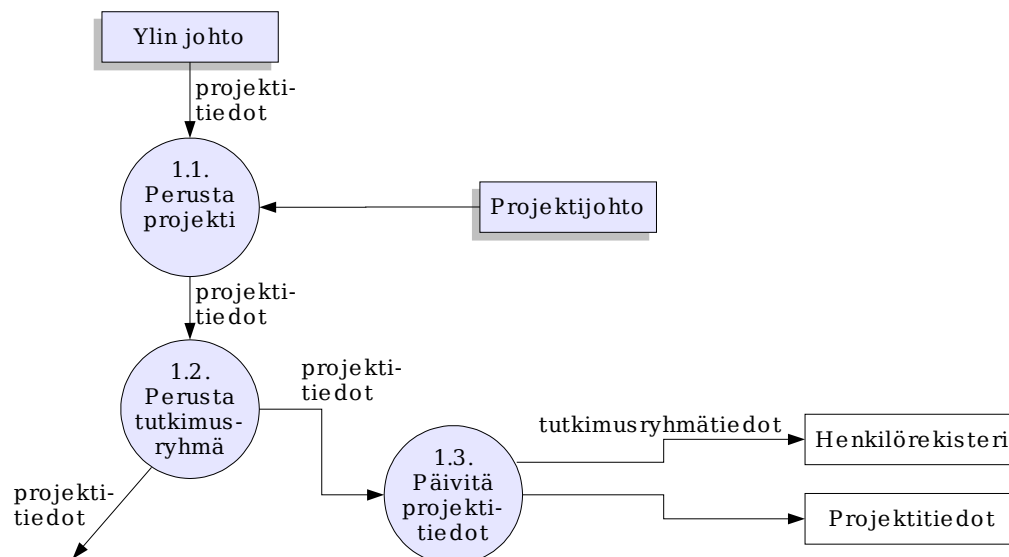 Ylin johto
projekti-
tiedot
1.1.
Perusta
projekti
Projektijohto
projekti-
tiedot
1.2.
Perusta
tutkimus-
ryhmä
projekti-
tiedot
tutkimusryhmätiedot
Henkilörekisteri
1.3.
Päivitä
projekti-
tiedot
projekti-
tiedot
Projektitiedot